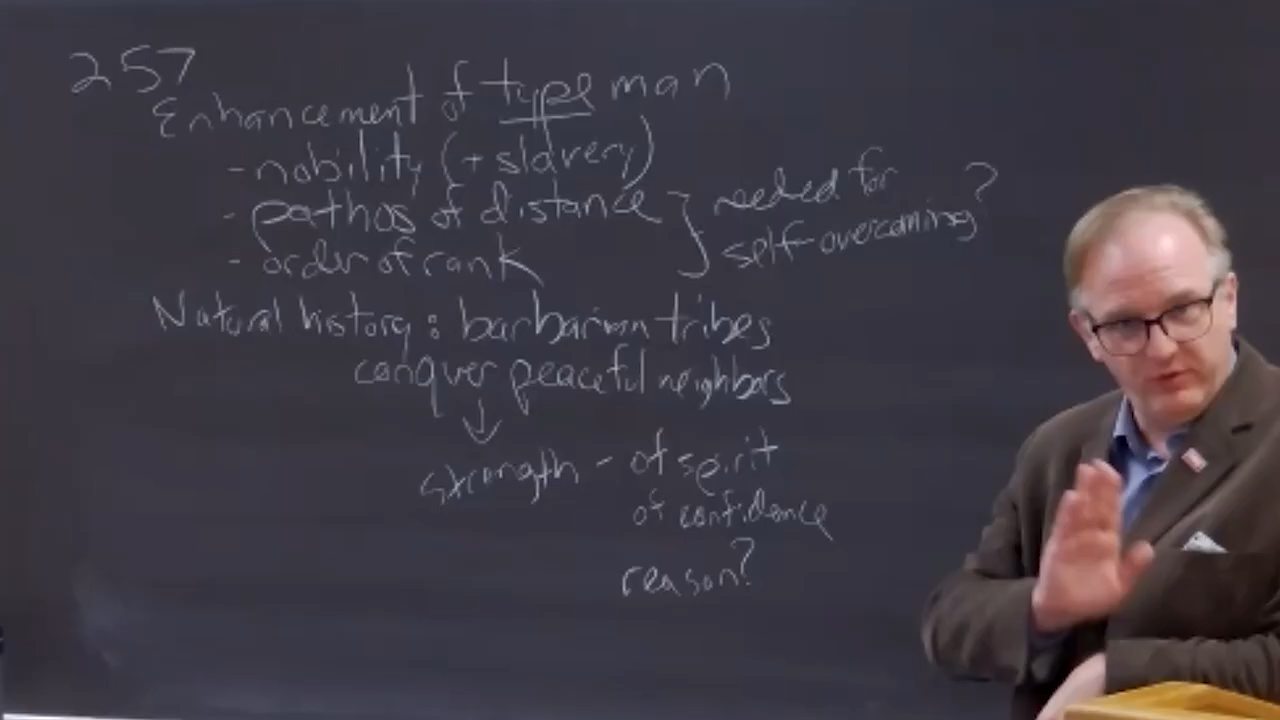 257
Enhancement of type man
- nobility (+ slavery)
- pathos of distance } needed for
self-overcoming?
- order of rank
Natural history: barbarian tribes
conquer peaceful neighbors
↓
strength - of spirit
of confidence
reason?